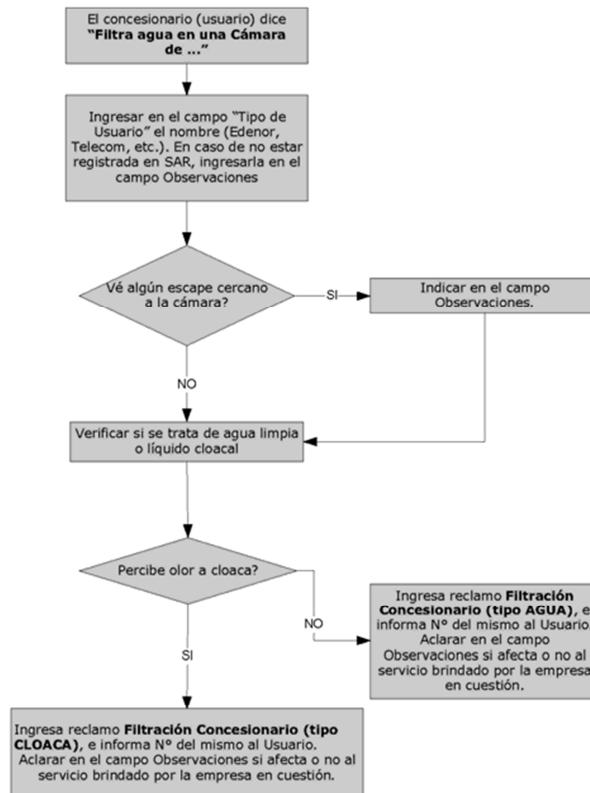 El concesionario (usuario) dice
“Filtra agua en una Cámara
de ...”
Ingresar en el campo “Tipo de
Usuario” el nombre (Edenor,
Telecom, etc.). En caso de no estar
registrada en SAR, ingresarla en el
campo Observaciones
Vé algún escape cercano
a la cámara?
SI
Indicar en el campo
Observaciones.
NO
Verificar si se trata de agua limpia
o líquido cloacal
Percibe olor a cloaca?
NO
Ingresa reclamo Filtración
Concesionario (tipo AGUA), e
informa N° del mismo al Usuario.
Aclarar en el campo
Observaciones si afecta o no al
servicio brindado por la empresa
en cuestión.
SI
Ingresa reclamo Filtración Concesionario (tipo
CLOACA), e informa N° del mismo al Usuario.
Aclarar en el campo Observaciones si afecta o no al
servicio brindado por la empresa en cuestión.